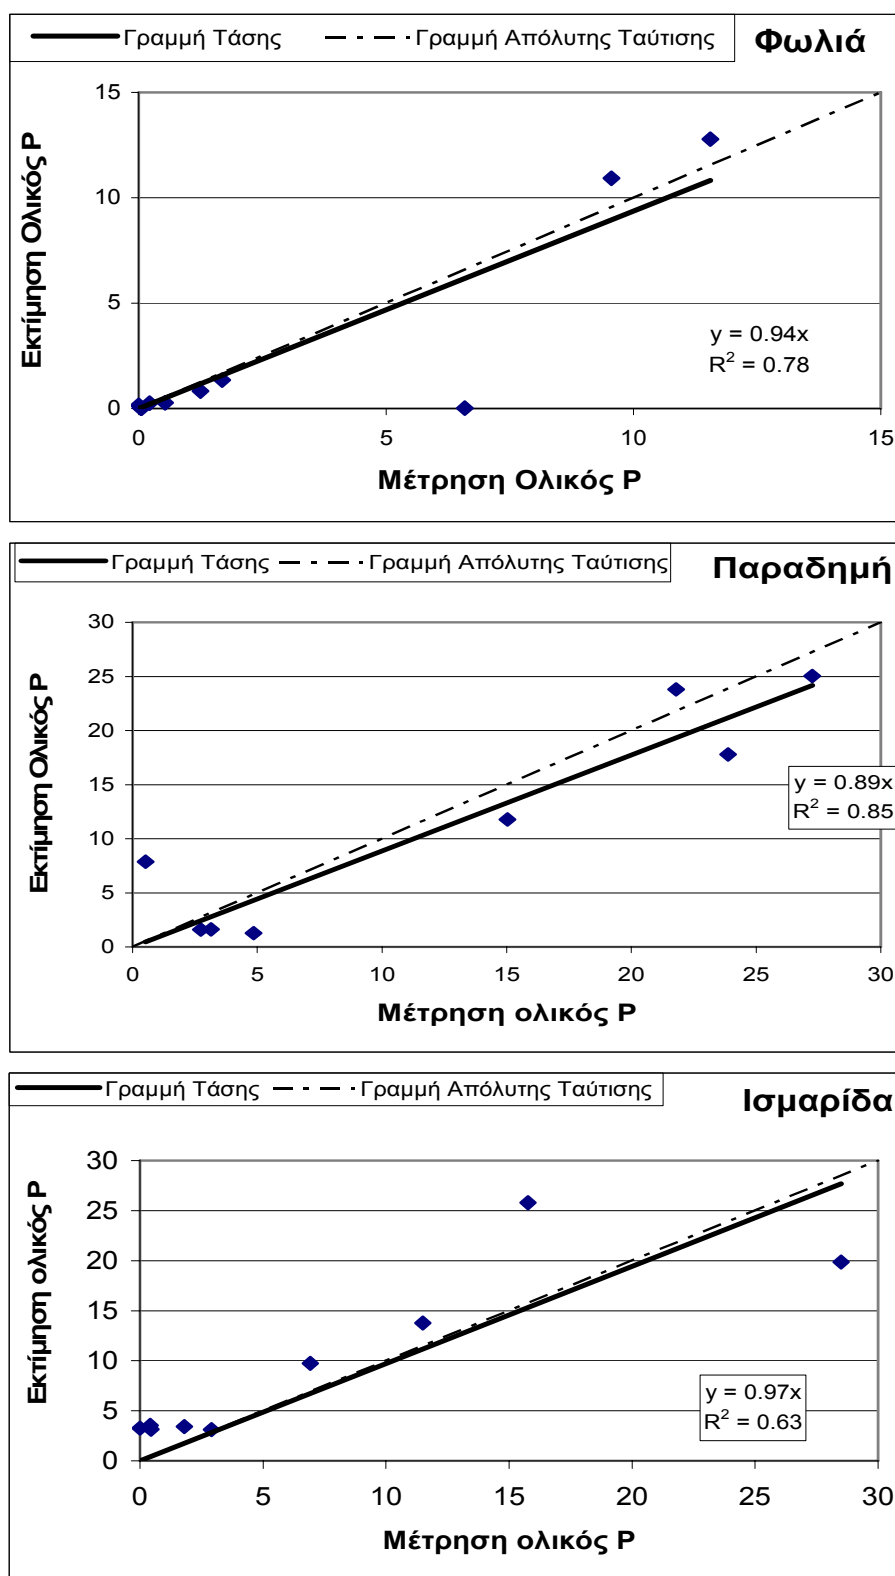 Γραμμή Τάσης Γραμμή Απόλυτης Ταύτισης Φωλιά
Εκτίμηση Ολικός P
15
10
5
0
y = 0.94x
R² = 0.78
0 5 10 15
Μέτρηση Ολικός P
Γραμμή Τάσης Γραμμή Απόλυτης Ταύτισης Παραδημή
Εκτίμηση Ολικός P
30
25
20
15
10
5
0
y = 0.89x
R² = 0.85
0 5 10 15 20 25 30
Μέτρηση ολικός P
Γραμμή Τάσης Γραμμή Απόλυτης Ταύτισης Ισμαρίδα
Εκτίμηση ολικός P
30
25
20
15
10
5
0
y = 0.97x
R² = 0.63
0 5 10 15 20 25 30
Μέτρηση ολικός P